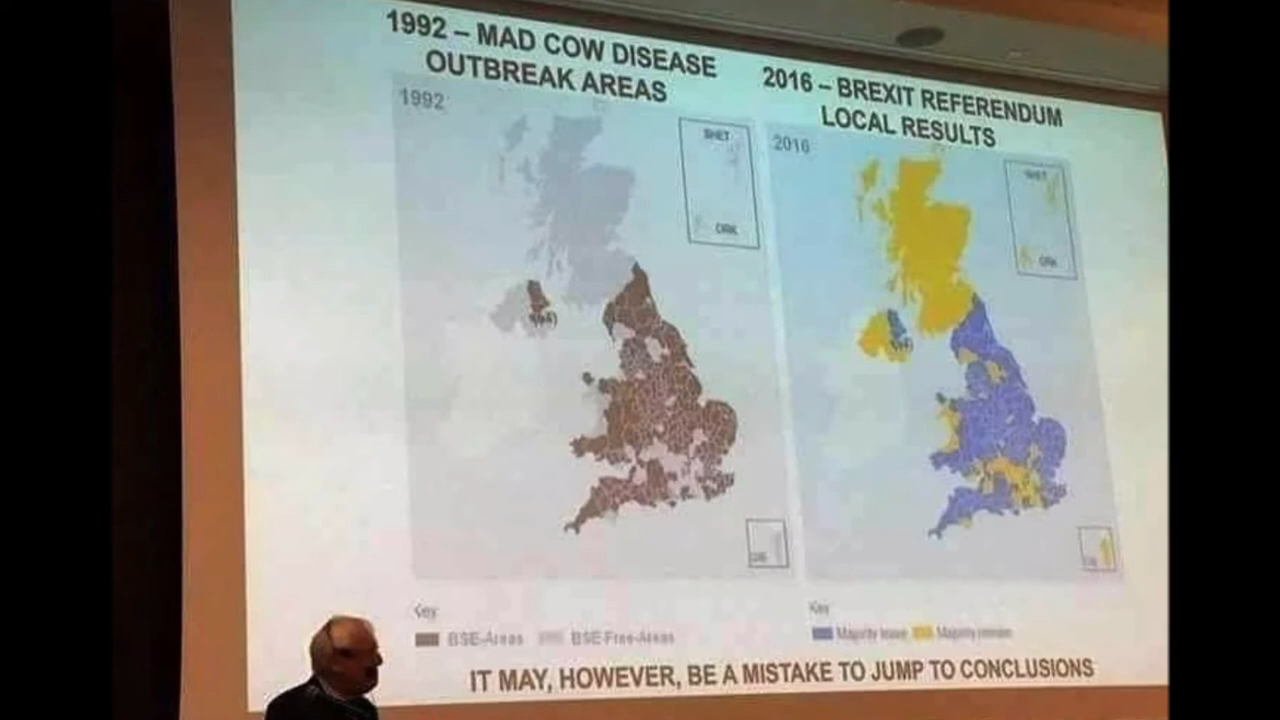 1992 – MAD COW DISEASE
OUTBREAK AREAS
2016 – BREXIT REFERENDUM
LOCAL RESULTS
1992
SHET
ORK
2016
ORK
Key
BSE-Areas
BSE-Free-Areas
Key
Majority leave
Majority remain
IT MAY, HOWEVER, BE A MISTAKE TO JUMP TO CONCLUSIONS